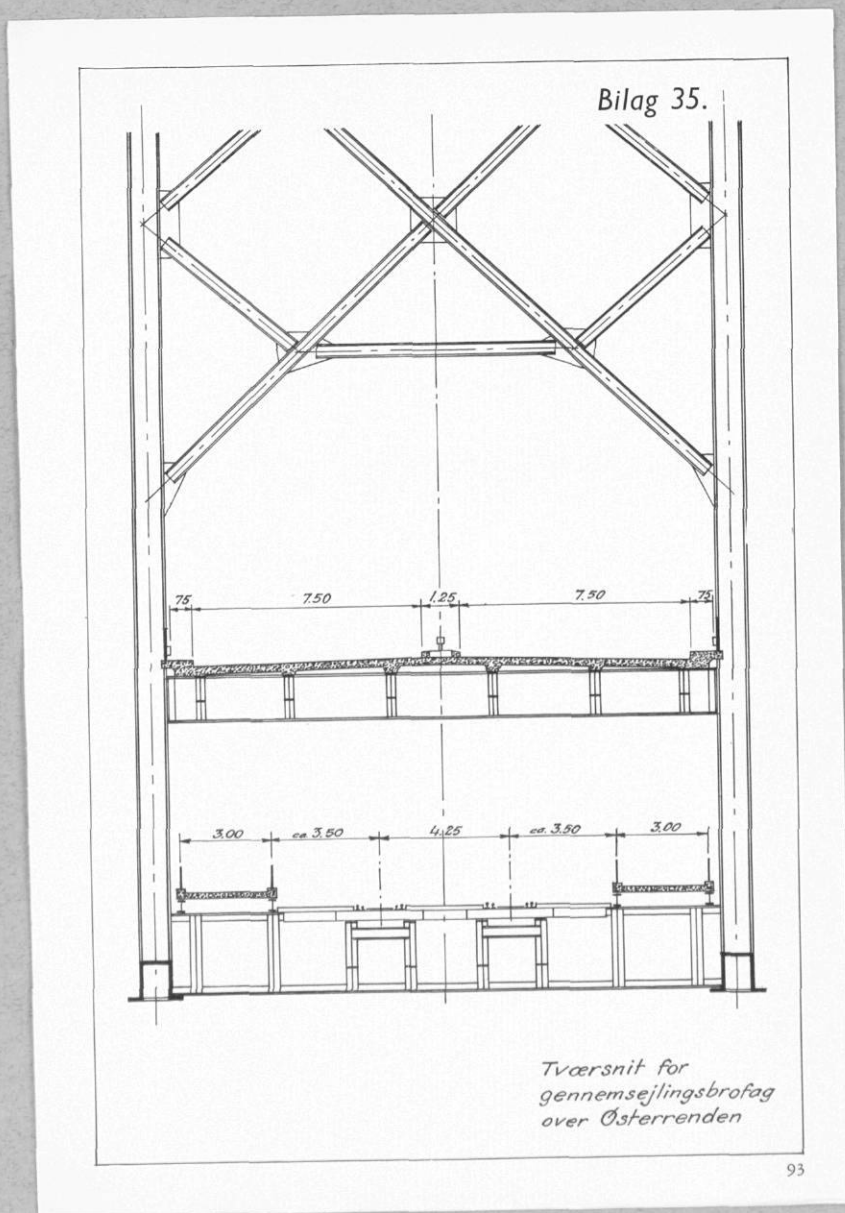 Bilag 35.
75 7.50 1.25 7.50 75
3.00 ca. 3.50 4.25 ca. 3.50 3.00
Tværsnit for
gennemsejlingsbrofag
over Østerrenden
93